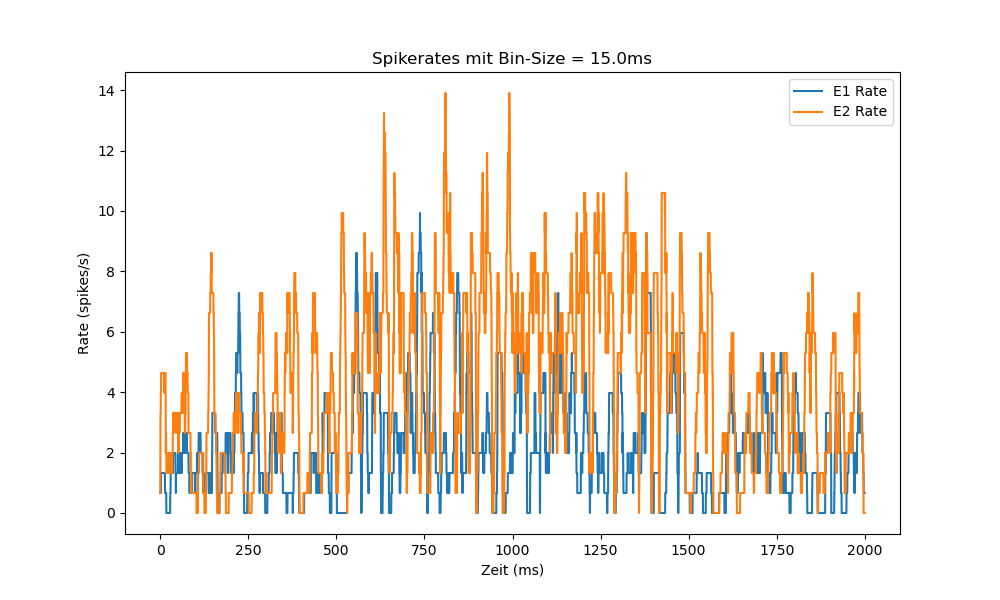 Spikerates mit Bin-Size = 15.0ms
E1 Rate
E2 Rate
Rate (spikes/s)
14
12
10
8
6
4
2
0
0 250 500 750 1000 1250 1500 1750 2000
Zeit (ms)